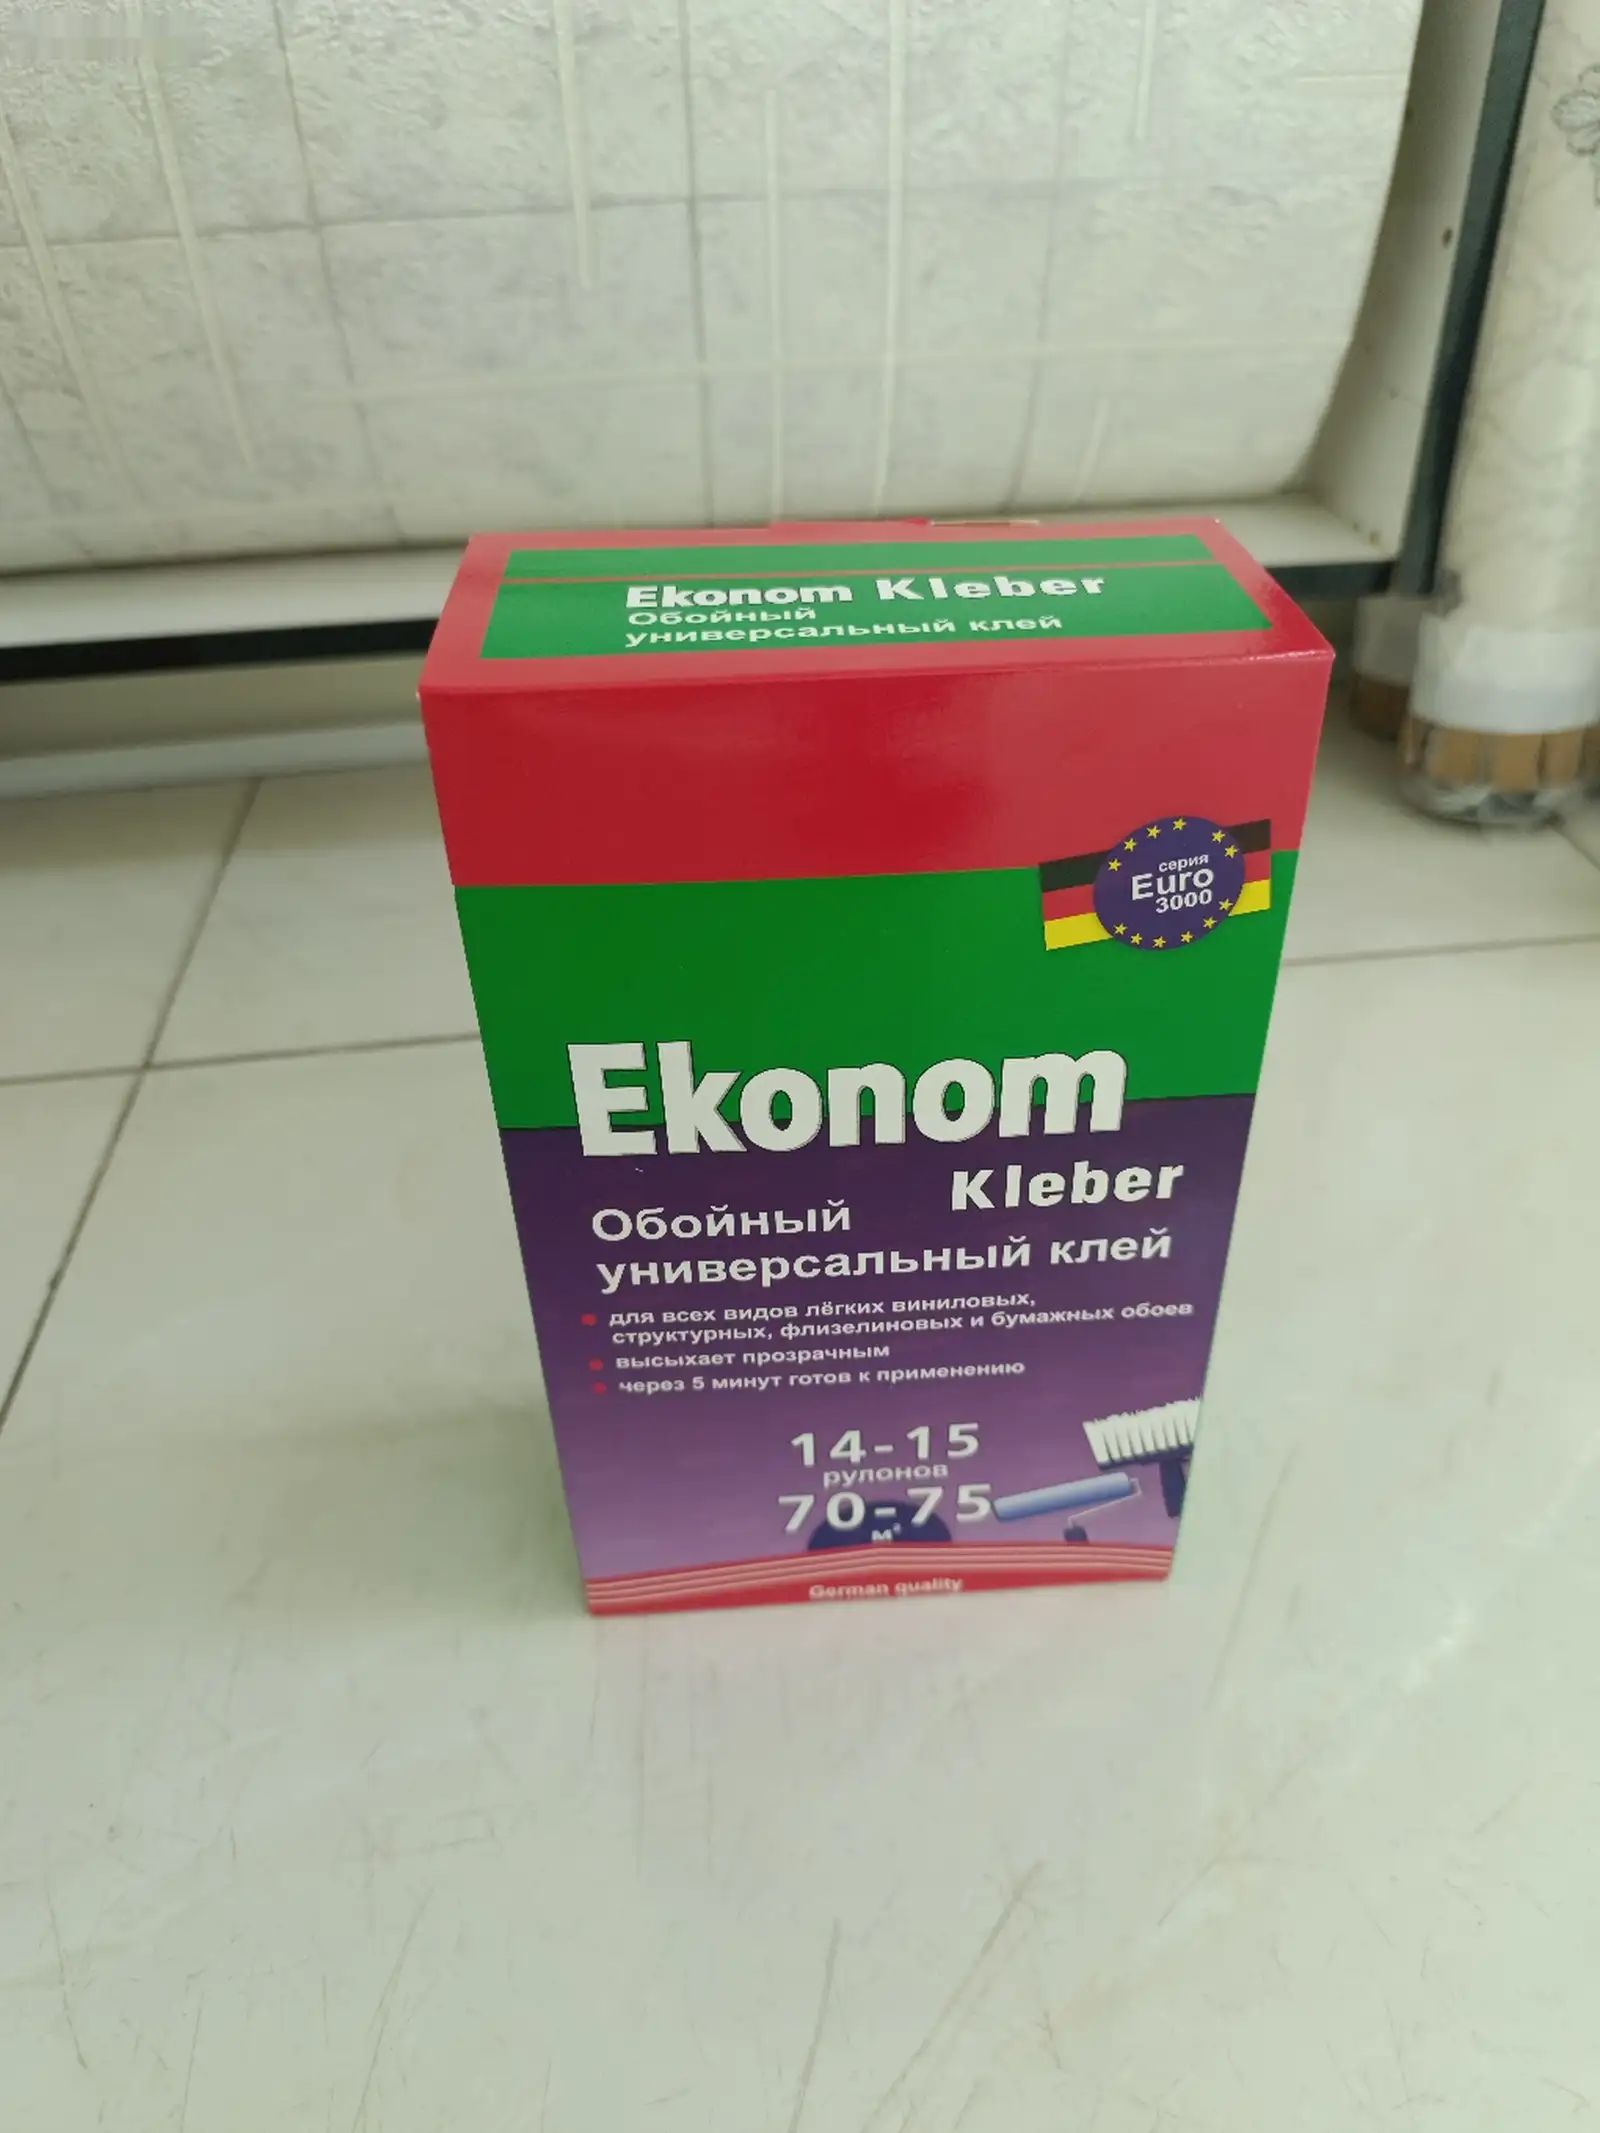 Ekonom Kleber
Обойный
универсальный клей
серия
Euro
3000
Ekonom
Kleber
Обойный
универсальный клей
для всех видов лёгких виниловых,
структурных, флизелиновых и бумажных обоев
высыхает прозрачным
через 5 минут готов к применению
14-15
рулонов
70-75
м²
German quality